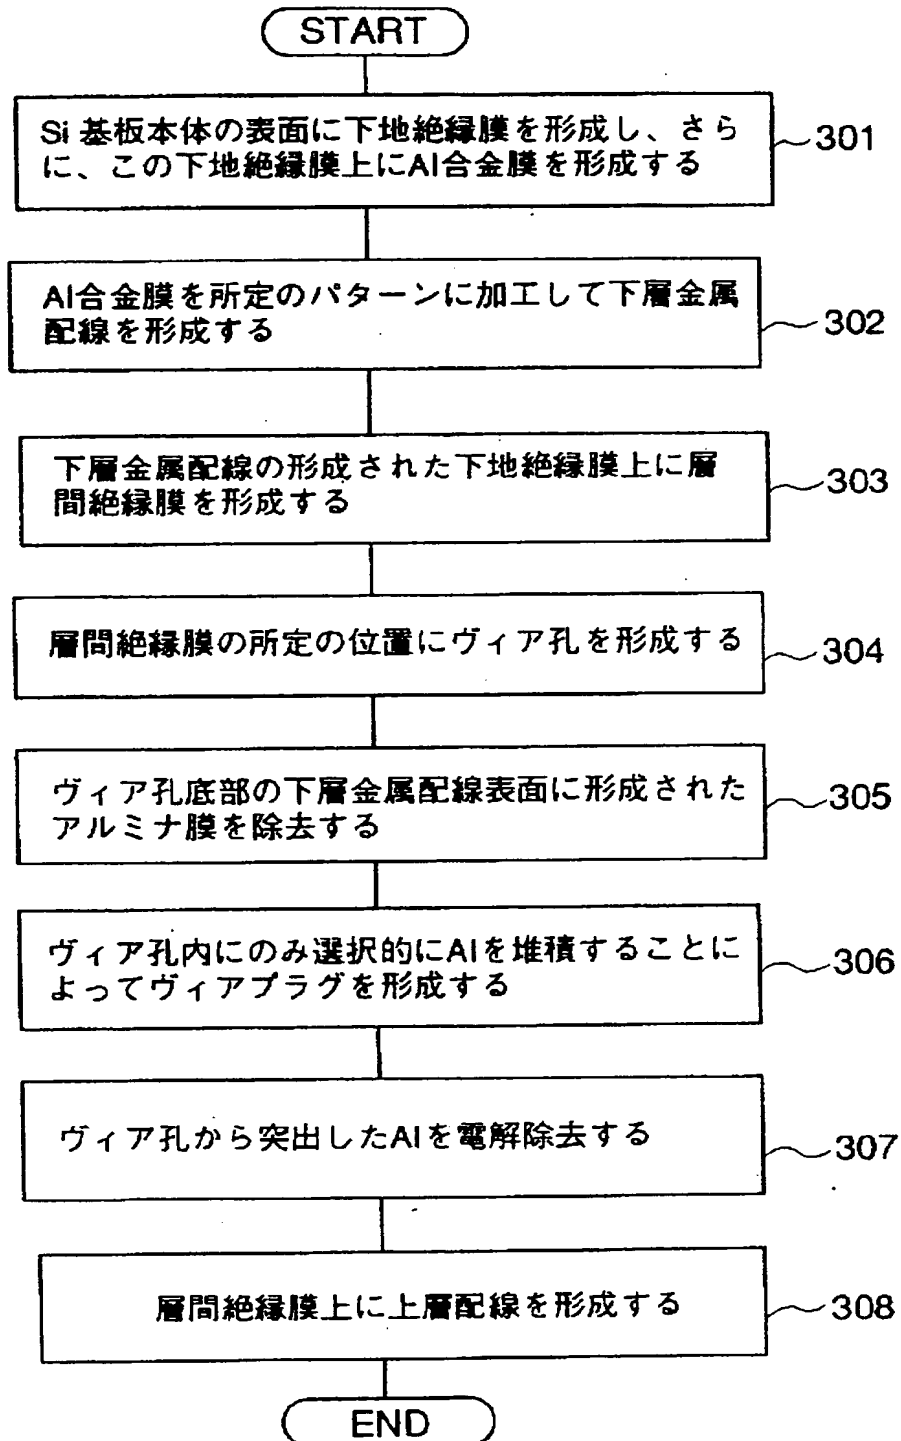 START
Si 基板本体の表面に下地絶縁膜を形成し、さら
に、この下地絶縁膜上にAl合金膜を形成する
301
Al合金膜を所定のパターンに加工して下層金属
配線を形成する
302
下層金属配線の形成された下地絶縁膜上に層
間絶縁膜を形成する
303
層間絶縁膜の所定の位置にヴィア孔を形成する
304
ヴィア孔底部の下層金属配線表面に形成された
アルミナ膜を除去する
305
ヴィア孔内にのみ選択的にAlを堆積することに
よってヴィアプラグを形成する
306
ヴィア孔から突出したAlを電解除去する
307
層間絶縁膜上に上層配線を形成する
308
END